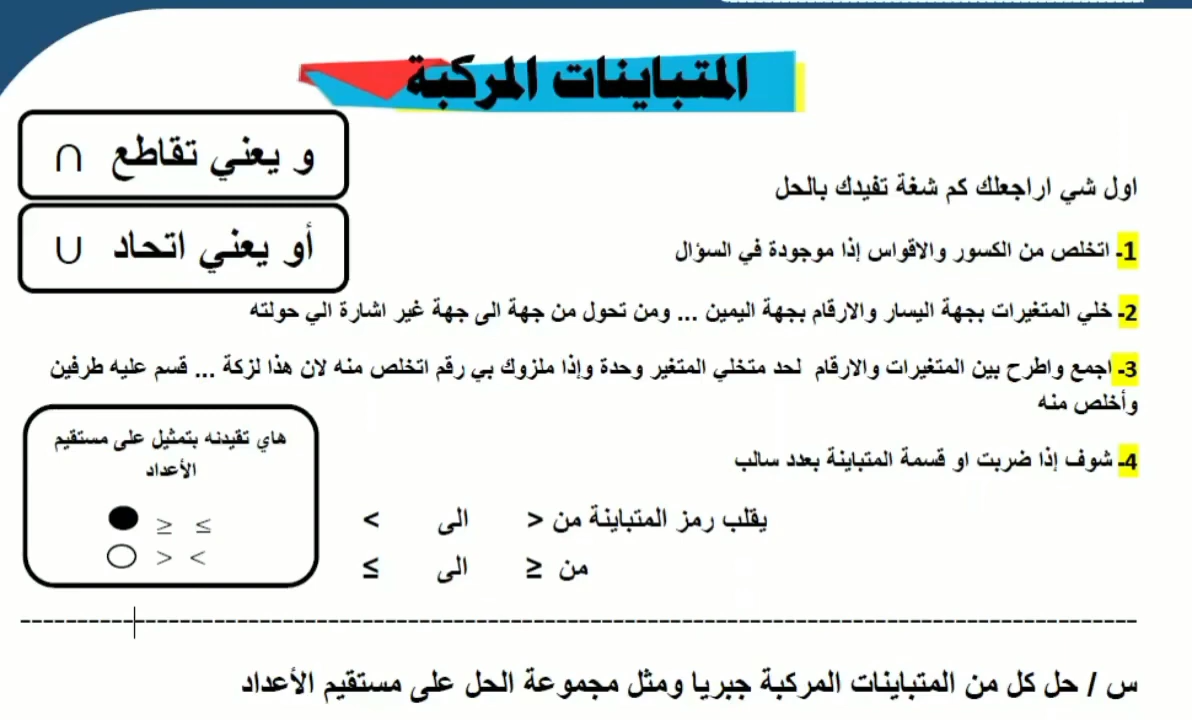 المتباينات المركبة
و يعني تقاطع ∩
أو يعني اتحاد ∪
اول شي اراجعلك كم شغة تفيدك بالحل
1- اتخلص من الكسور والاقواس إذا موجودة في السؤال
2- خلي المتغيرات بجهة اليسار والارقام بجهة اليمين ... ومن تحول من جهة الى جهة غير اشارة الي حولته
3- اجمع واطرح بين المتغيرات والارقام لحد متخلي المتغير وحدة وإذا ملزوك بي رقم اتخلص منه لان هذا لزكة ... قسم عليه طرفين
وأخلص منه
4- شوف إذا ضربت او قسمة المتباينة بعدد سالب
يقلب رمز المتباينة من > الى <
من ≥ الى ≤
هاي تقيدنه بتمثيل على مستقيم
الأعداد
≥ ≤
> <
س / حل كل من المتباينات المركبة جبريا ومثل مجموعة الحل على مستقيم الأعداد